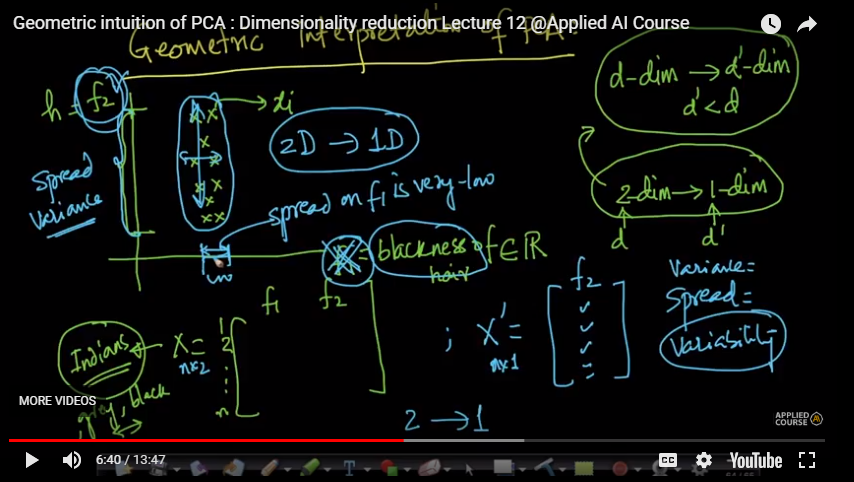 Geometric intuition of PCA : Dimensionality reduction Lecture 12 @Applied AI Course
Geometric Interpretation of PCA:
d-dim → d'-dim
d' < d
h - f2
xi
2D → 1D
spread
variance
spread on f1 is very-low
2-dim → 1-dim
d d'
= blackness of ∈ ℝ
hair
f1 f2
f2
Variance =
Spread =
Variability =
Indians ← X =
n×2
1
2
n
; X' =
n×1
, black
2 → 1
MORE VIDEOS
APPLIED
COURSE
6:40 / 13:47
CC
YouTube